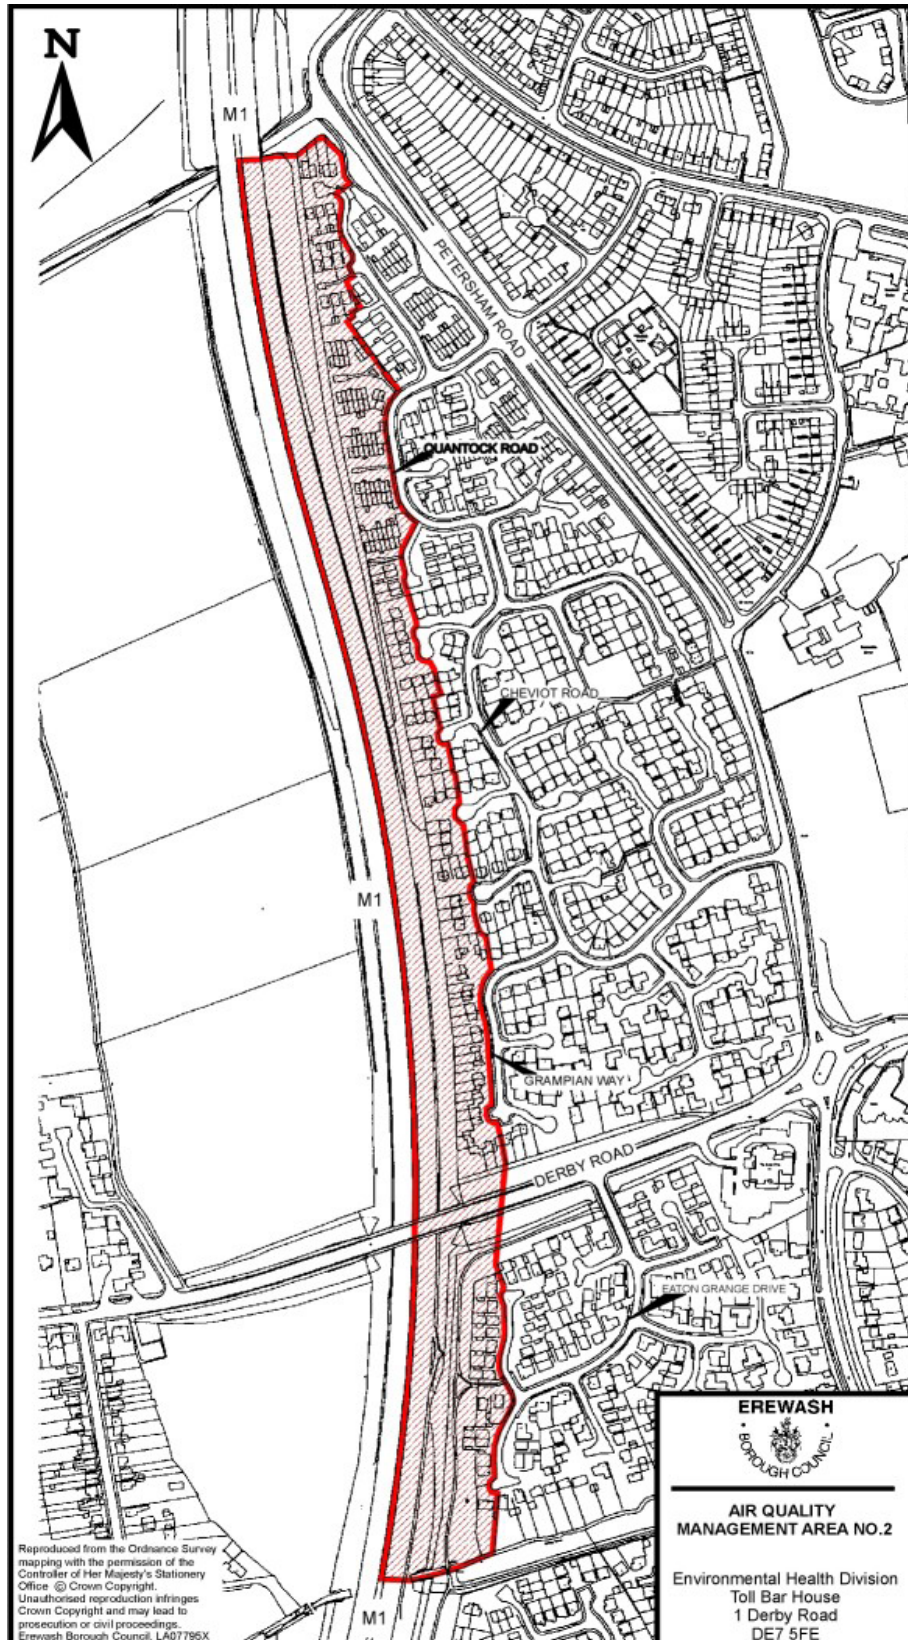 N
M1
PETERSHAM ROAD
QUANTOCK ROAD
CHEVIOT ROAD
M1
GRAMPIAN WAY
DERBY ROAD
EATON GRANGE DRIVE
M1
Reproduced from the Ordnance Survey
mapping with the permission of the
Controller of Her Majesty's Stationery
Office © Crown Copyright.
Unauthorised reproduction infringes
Crown Copyright and may lead to
prosecution or civil proceedings.
Erewash Borough Council. LA07795X
EREWASH
BOROUGH COUNCIL
AIR QUALITY
MANAGEMENT AREA NO.2
Environmental Health Division
Toll Bar House
1 Derby Road
DE7 5FE